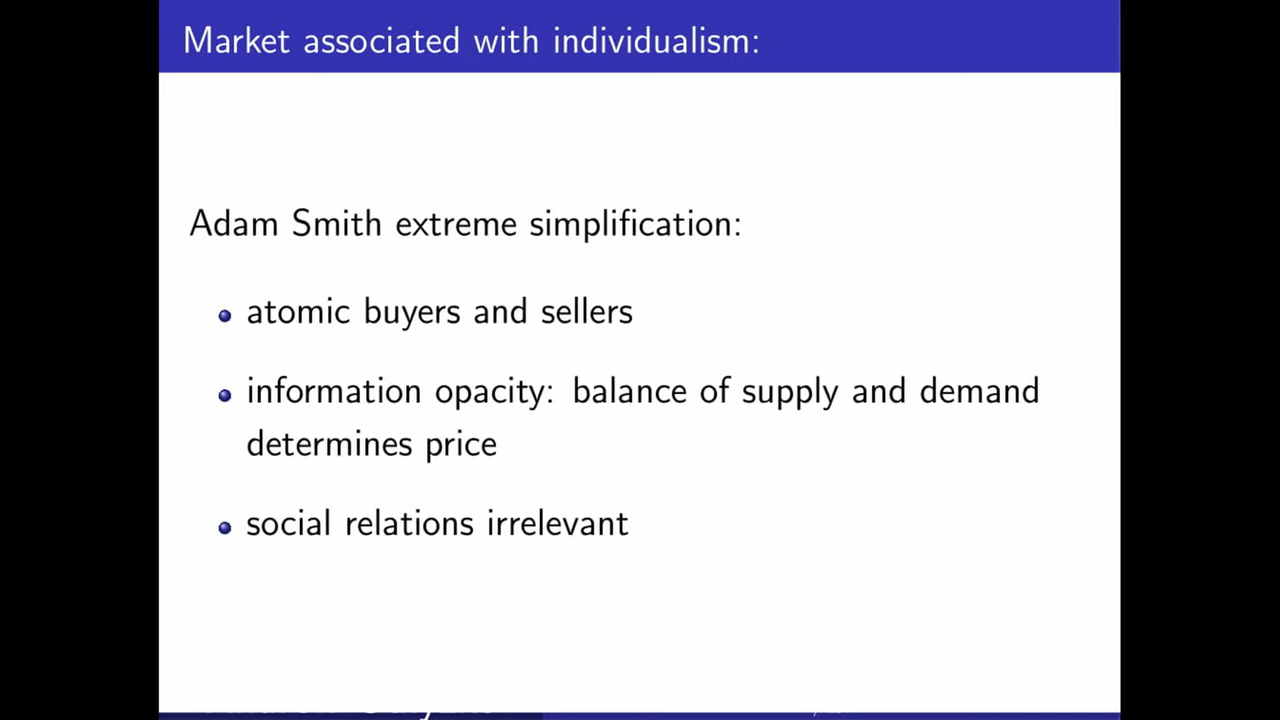 Market associated with individualism:
Adam Smith extreme simplification:
atomic buyers and sellers
information opacity: balance of supply and demand
determines price
social relations irrelevant